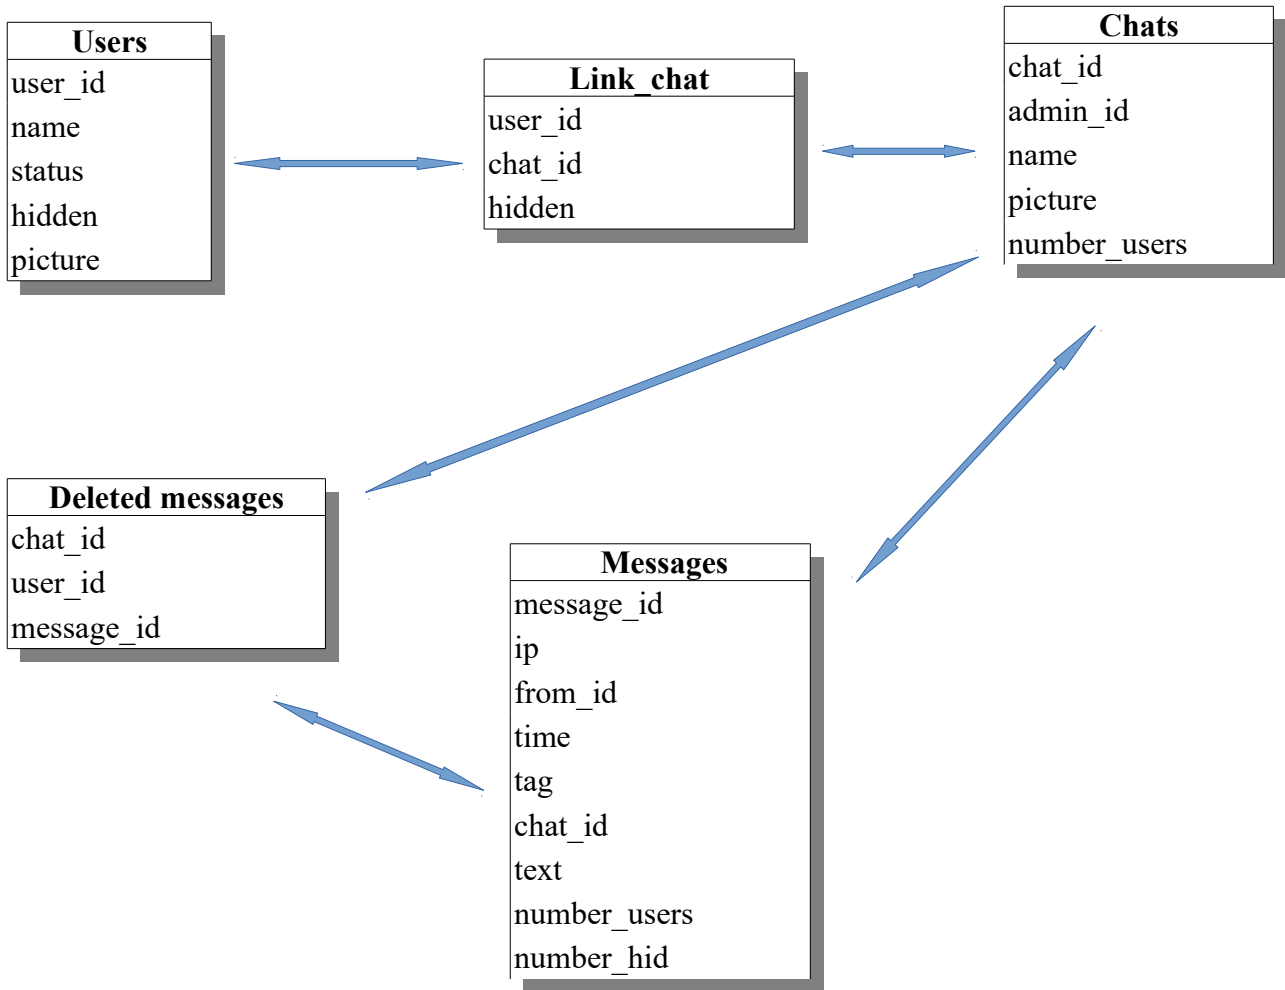 Users
user_id
name
status
hidden
picture
Link_chat
user_id
chat_id
hidden
Chats
chat_id
admin_id
name
picture
number_users
Deleted messages
chat_id
user_id
message_id
Messages
message_id
ip
from_id
time
tag
chat_id
text
number_users
number_hid